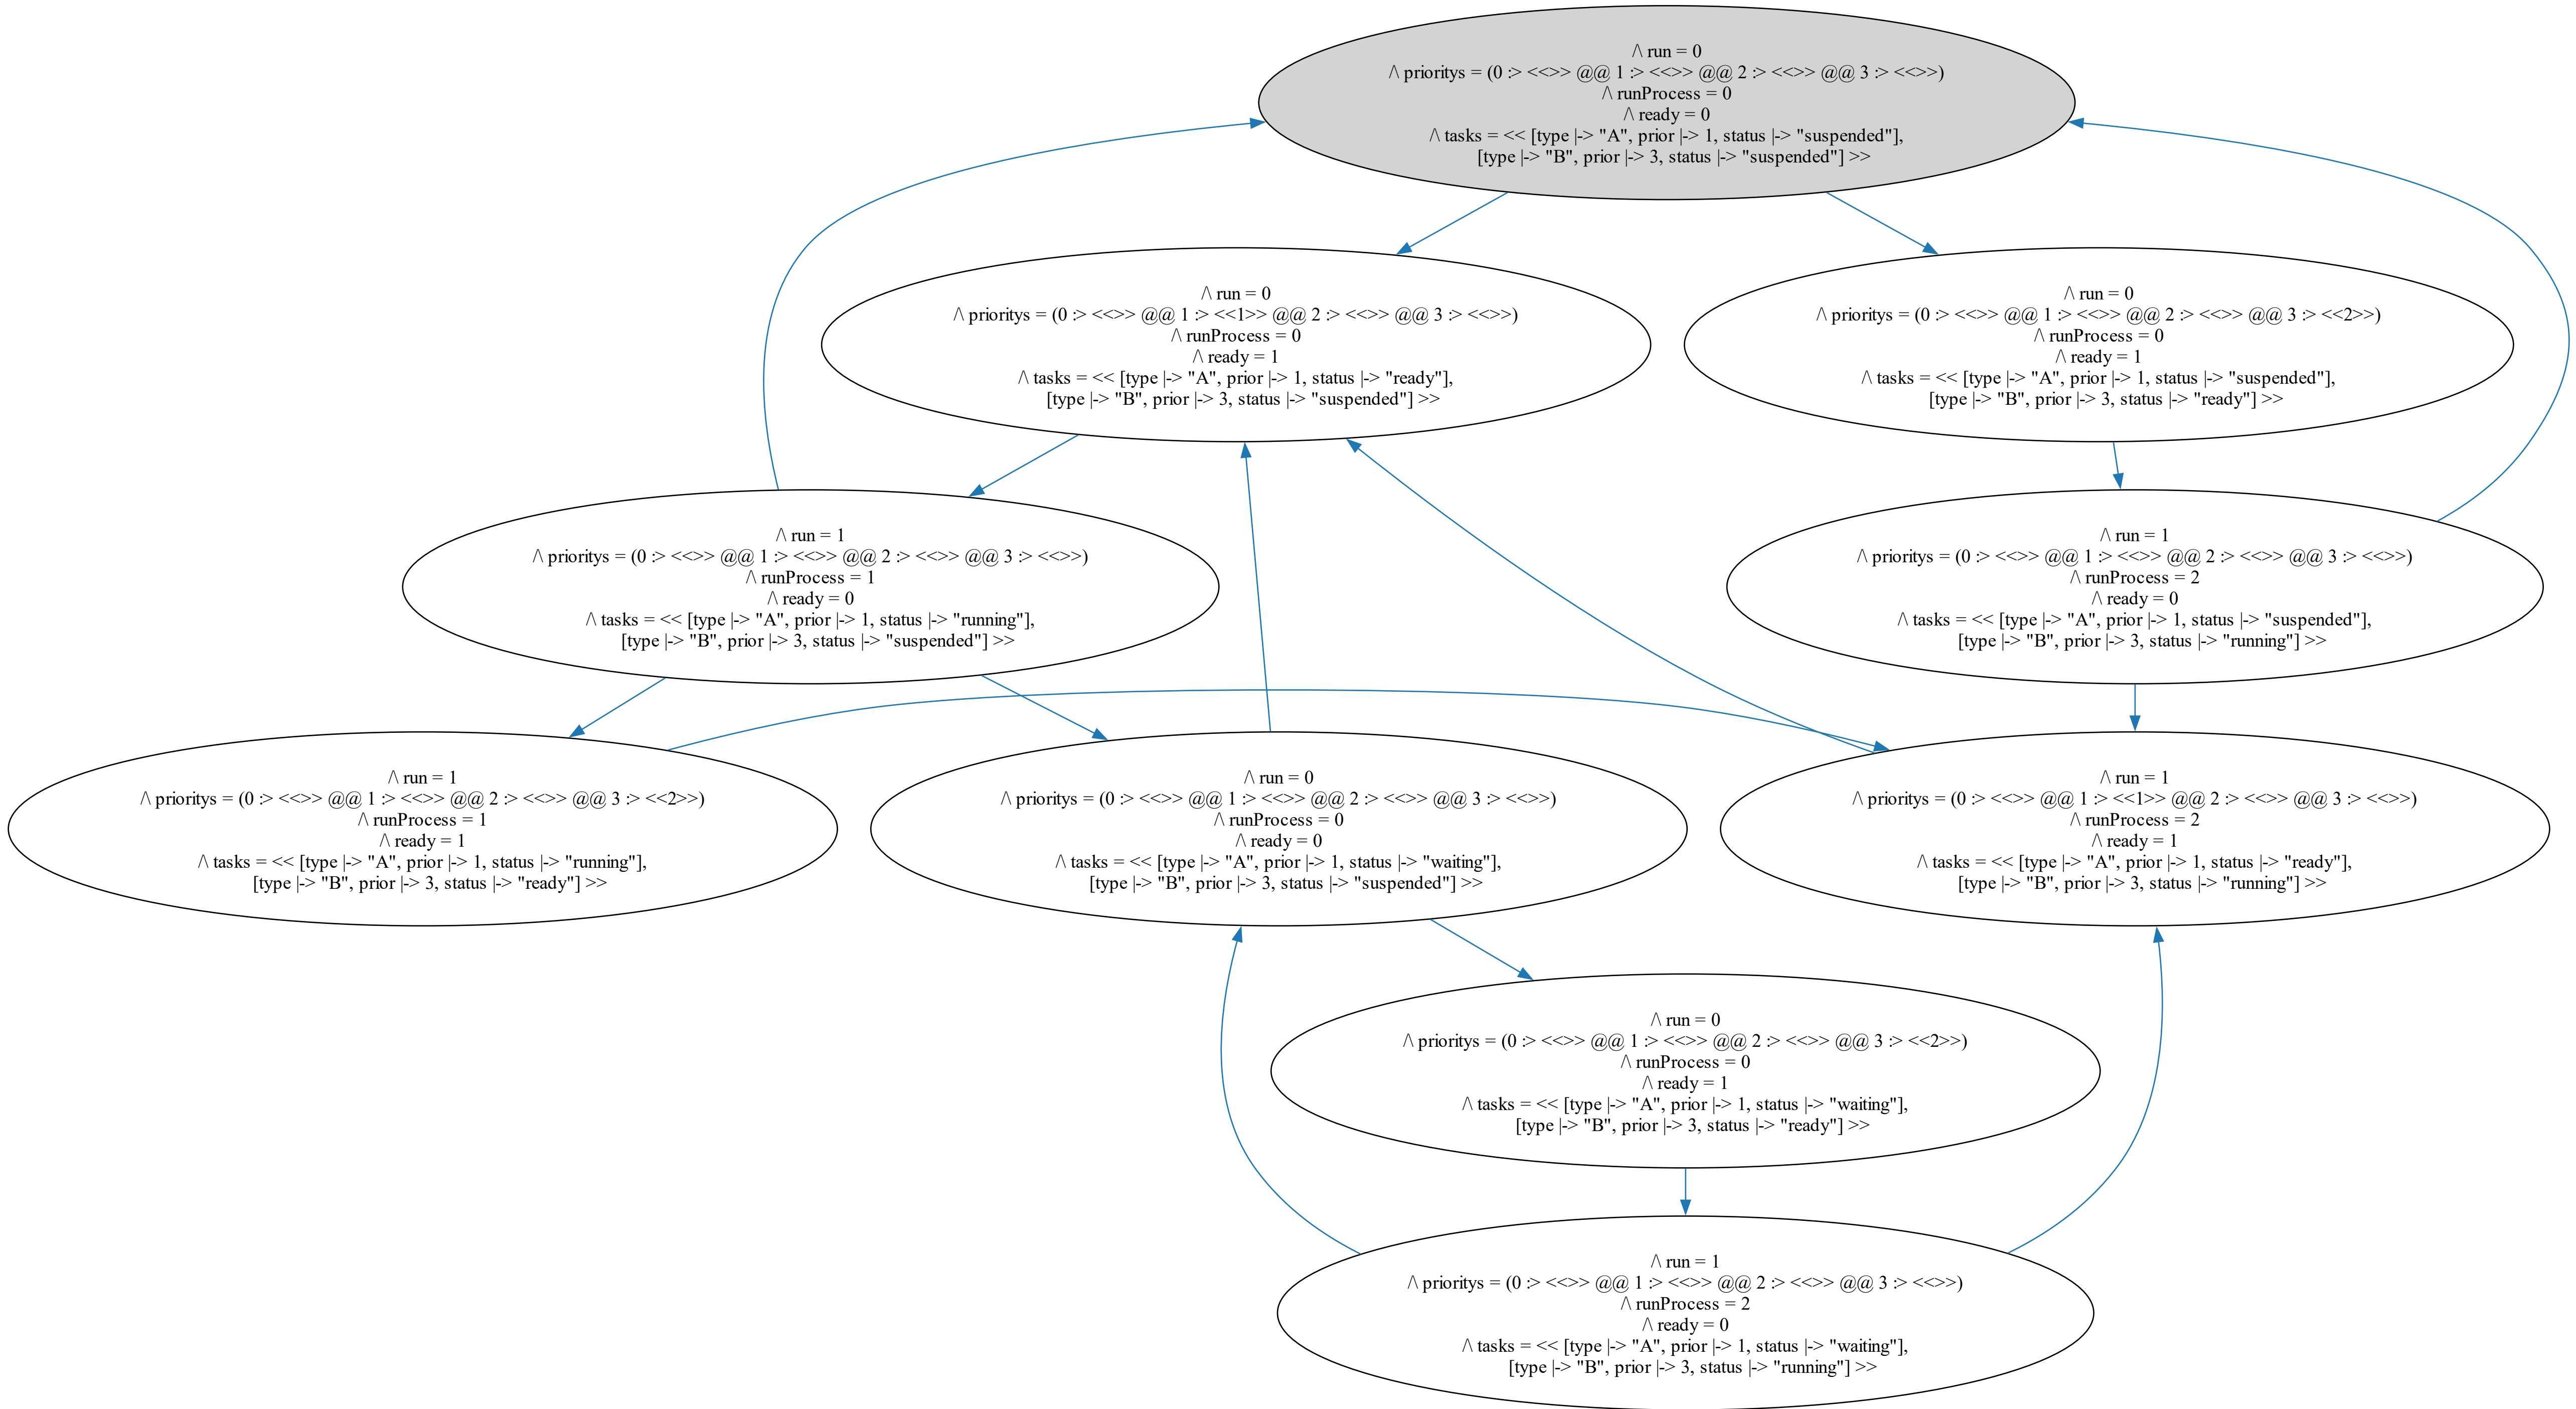 /\ run = 0
/\ prioritys = (0 :> <<>> @@ 1 :> <<>> @@ 2 :> <<>> @@ 3 :> <<>>)
/\ runProcess = 0
/\ ready = 0
/\ tasks = << [type |-> "A", prior |-> 1, status |-> "suspended"],
[type |-> "B", prior |-> 3, status |-> "suspended"] >>
/\ run = 0
/\ prioritys = (0 :> <<>> @@ 1 :> <<1>> @@ 2 :> <<>> @@ 3 :> <<>>)
/\ runProcess = 0
/\ ready = 1
/\ tasks = << [type |-> "A", prior |-> 1, status |-> "ready"],
[type |-> "B", prior |-> 3, status |-> "suspended"] >>
/\ run = 0
/\ prioritys = (0 :> <<>> @@ 1 :> <<>> @@ 2 :> <<>> @@ 3 :> <<2>>)
/\ runProcess = 0
/\ ready = 1
/\ tasks = << [type |-> "A", prior |-> 1, status |-> "suspended"],
[type |-> "B", prior |-> 3, status |-> "ready"] >>
/\ run = 1
/\ prioritys = (0 :> <<>> @@ 1 :> <<>> @@ 2 :> <<>> @@ 3 :> <<>>)
/\ runProcess = 1
/\ ready = 0
/\ tasks = << [type |-> "A", prior |-> 1, status |-> "running"],
[type |-> "B", prior |-> 3, status |-> "suspended"] >>
/\ run = 1
/\ prioritys = (0 :> <<>> @@ 1 :> <<>> @@ 2 :> <<>> @@ 3 :> <<>>)
/\ runProcess = 2
/\ ready = 0
/\ tasks = << [type |-> "A", prior |-> 1, status |-> "suspended"],
[type |-> "B", prior |-> 3, status |-> "running"] >>
/\ run = 1
/\ prioritys = (0 :> <<>> @@ 1 :> <<>> @@ 2 :> <<>> @@ 3 :> <<2>>)
/\ runProcess = 1
/\ ready = 1
/\ tasks = << [type |-> "A", prior |-> 1, status |-> "running"],
[type |-> "B", prior |-> 3, status |-> "ready"] >>
/\ run = 0
/\ prioritys = (0 :> <<>> @@ 1 :> <<>> @@ 2 :> <<>> @@ 3 :> <<>>)
/\ runProcess = 0
/\ ready = 0
/\ tasks = << [type |-> "A", prior |-> 1, status |-> "waiting"],
[type |-> "B", prior |-> 3, status |-> "suspended"] >>
/\ run = 1
/\ prioritys = (0 :> <<>> @@ 1 :> <<1>> @@ 2 :> <<>> @@ 3 :> <<>>)
/\ runProcess = 2
/\ ready = 1
/\ tasks = << [type |-> "A", prior |-> 1, status |-> "ready"],
[type |-> "B", prior |-> 3, status |-> "running"] >>
/\ run = 0
/\ prioritys = (0 :> <<>> @@ 1 :> <<>> @@ 2 :> <<>> @@ 3 :> <<2>>)
/\ runProcess = 0
/\ ready = 1
/\ tasks = << [type |-> "A", prior |-> 1, status |-> "waiting"],
[type |-> "B", prior |-> 3, status |-> "ready"] >>
/\ run = 1
/\ prioritys = (0 :> <<>> @@ 1 :> <<>> @@ 2 :> <<>> @@ 3 :> <<>>)
/\ runProcess = 2
/\ ready = 0
/\ tasks = << [type |-> "A", prior |-> 1, status |-> "waiting"],
[type |-> "B", prior |-> 3, status |-> "running"] >>